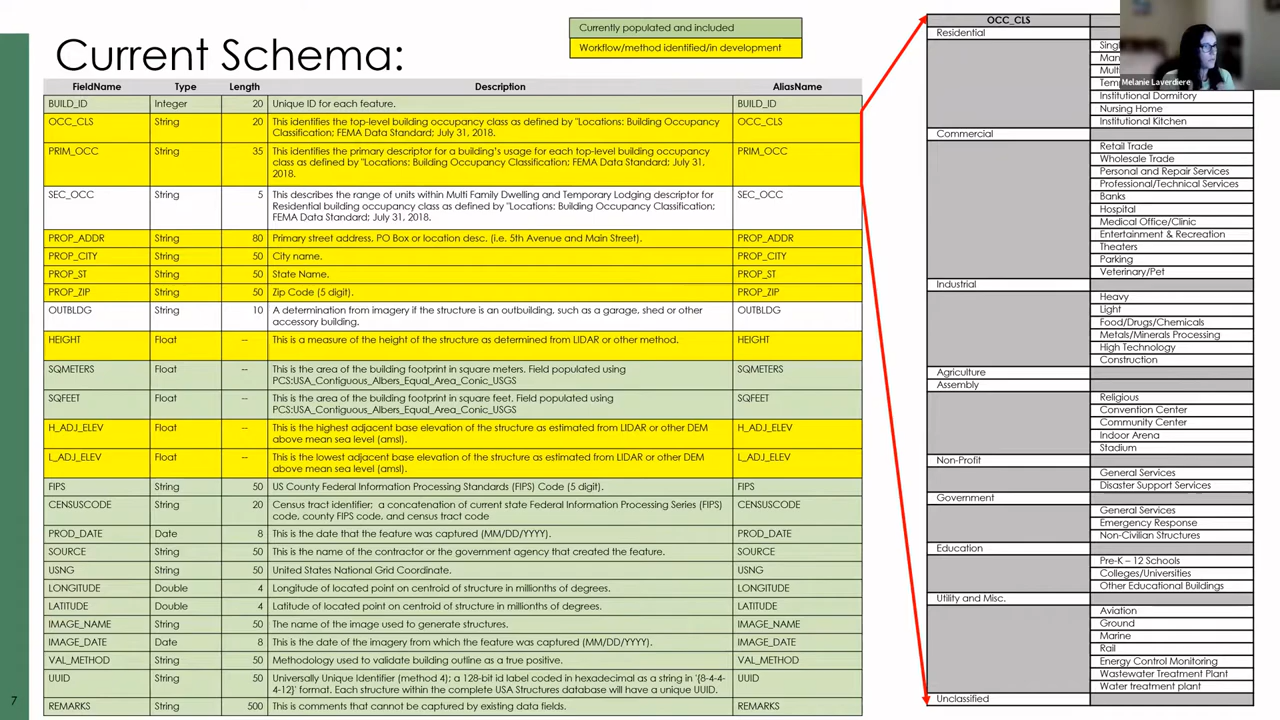 Current Schema:
Currently populated and included
Workflow/method identified/in development
FieldName Type Length Description AliasName
BUILD_ID Integer 20 Unique ID for each feature. BUILD_ID
OCC_CLS String 20 This identifies the top-level building occupancy class as defined by "Locations: Building Occupancy OCC_CLS
Classification; FEMA Data Standard; July 31, 2018.
PRIM_OCC String 35 This identifies the primary descriptor for a building's usage for each top-level building occupancy PRIM_OCC
class as defined by "Locations: Building Occupancy Classification; FEMA Data Standard; July 31,
2018.
SEC_OCC String 5 This describes the range of units within Multi Family Dwelling and Temporary Lodging descriptor for SEC_OCC
Residential building occupancy class as defined by "Locations: Building Occupancy Classification;
FEMA Data Standard; July 31, 2018.
PROP_ADDR String 80 Primary street address, PO Box or location desc. (i.e. 5th Avenue and Main Street). PROP_ADDR
PROP_CITY String 50 City name. PROP_CITY
PROP_ST String 50 State Name. PROP_ST
PROP_ZIP String 50 Zip Code (5 digit). PROP_ZIP
OUTBLDG String 10 A determination from imagery if the structure is an outbuilding, such as a garage, shed or other OUTBLDG
accessory building.
HEIGHT Float -- This is a measure of the height of the structure as determined from LIDAR or other method. HEIGHT
SQMETERS Float -- This is the area of the building footprint in square meters. Field populated using SQMETERS
PCS:USA_Contiguous_Albers_Equal_Area_Conic_USGS
SQFEET Float -- This is the area of the building footprint in square feet. Field populated using SQFEET
PCS:USA_Contiguous_Albers_Equal_Area_Conic_USGS
H_ADJ_ELEV Float -- This is the highest adjacent base elevation of the structure as estimated from LIDAR or other DEM H_ADJ_ELEV
above mean sea level (amsl).
L_ADJ_ELEV Float -- This is the lowest adjacent base elevation of the structure as estimated from LIDAR or other DEM L_ADJ_ELEV
above mean sea level (amsl).
FIPS String 50 US County Federal Information Processing Standards (FIPS) Code (5 digit). FIPS
CENSUSCODE String 20 Census tract identifier; a concatenation of current state Federal Information Processing Series (FIPS) CENSUSCODE
code, county FIPS code, and census tract code
PROD_DATE Date 8 This is the date that the feature was captured (MM/DD/YYYY). PROD_DATE
SOURCE String 50 This is the name of the contractor or the government agency that created the feature. SOURCE
USNG String 50 United States National Grid Coordinate. USNG
LONGITUDE Double 4 Longitude of located point on centroid of structure in millionths of degrees. LONGITUDE
LATITUDE Double 4 Latitude of located point on centroid of structure in millionths of degrees. LATITUDE
IMAGE_NAME String 50 The name of the image used to generate structures. IMAGE_NAME
IMAGE_DATE Date 8 This is the date of the imagery from which the feature was captured (MM/DD/YYYY). IMAGE_DATE
VAL_METHOD String 50 Methodology used to validate building outline as a true positive. VAL_METHOD
UUID String 50 Universally Unique Identifier (method 4); a 128-bit id label coded in hexadecimal as a string in '(8-4-4- UUID
4-12)' format. Each structure within the complete USA Structures database will have a unique UUID.
REMARKS String 500 This is comments that cannot be captured by existing data fields. REMARKS
7
OCC_CLS
Residential
Melanie Laverdiere
Institutional Dormitory
Nursing Home
Institutional Kitchen
Commercial
Retail Trade
Wholesale Trade
Personal and Repair Services
Professional/Technical Services
Banks
Hospital
Medical Office/Clinic
Entertainment & Recreation
Theaters
Parking
Veterinary/Pet
Industrial
Heavy
Light
Food/Drugs/Chemicals
Metals/Minerals Processing
High Technology
Construction
Agriculture
Assembly
Religious
Convention Center
Community Center
Indoor Arena
Stadium
Non-Profit
General Services
Disaster Support Services
Government
General Services
Emergency Response
Non-Civilian Structures
Education
Pre-K – 12 Schools
Colleges/Universities
Other Educational Buildings
Utility and Misc.
Aviation
Ground
Marine
Rail
Energy Control Monitoring
Wastewater Treatment Plant
Water treatment plant
Unclassified